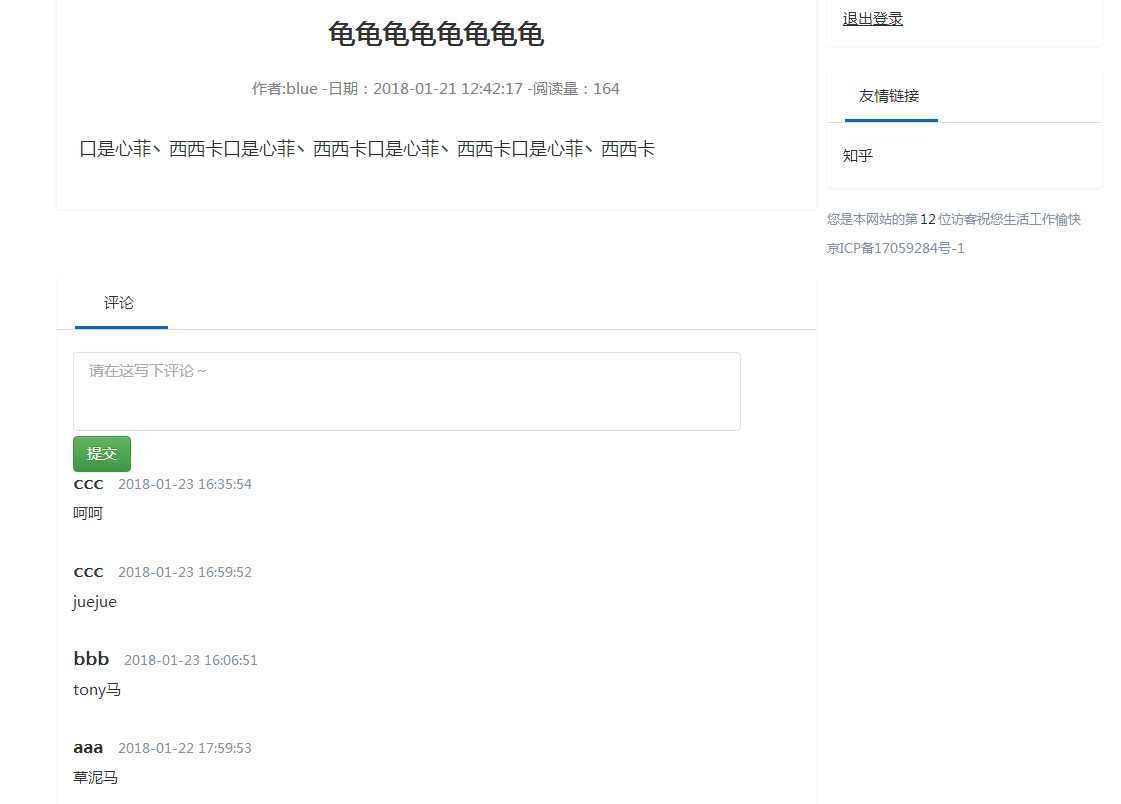 龟龟龟龟龟龟龟龟
作者:blue -日期：2018-01-21 12:42:17 -阅读量：164
口是心菲丶西西卡口是心菲丶西西卡口是心菲丶西西卡口是心菲丶西西卡
评论
请在这写下评论～
提交
ccc 2018-01-23 16:35:54
呵呵
ccc 2018-01-23 16:59:52
juejue
bbb 2018-01-23 16:06:51
tony马
aaa 2018-01-22 17:59:53
草泥马
退出登录
友情链接
知乎
您是本网站的第12位访客祝您生活工作愉快
京ICP备17059284号-1